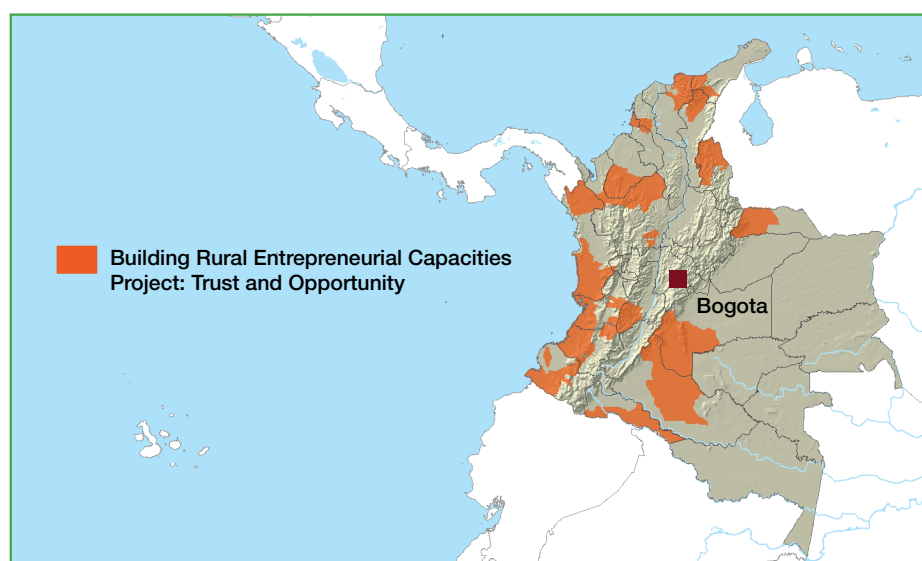 Building Rural Entrepreneurial Capacities
Project: Trust and Opportunity
Bogota